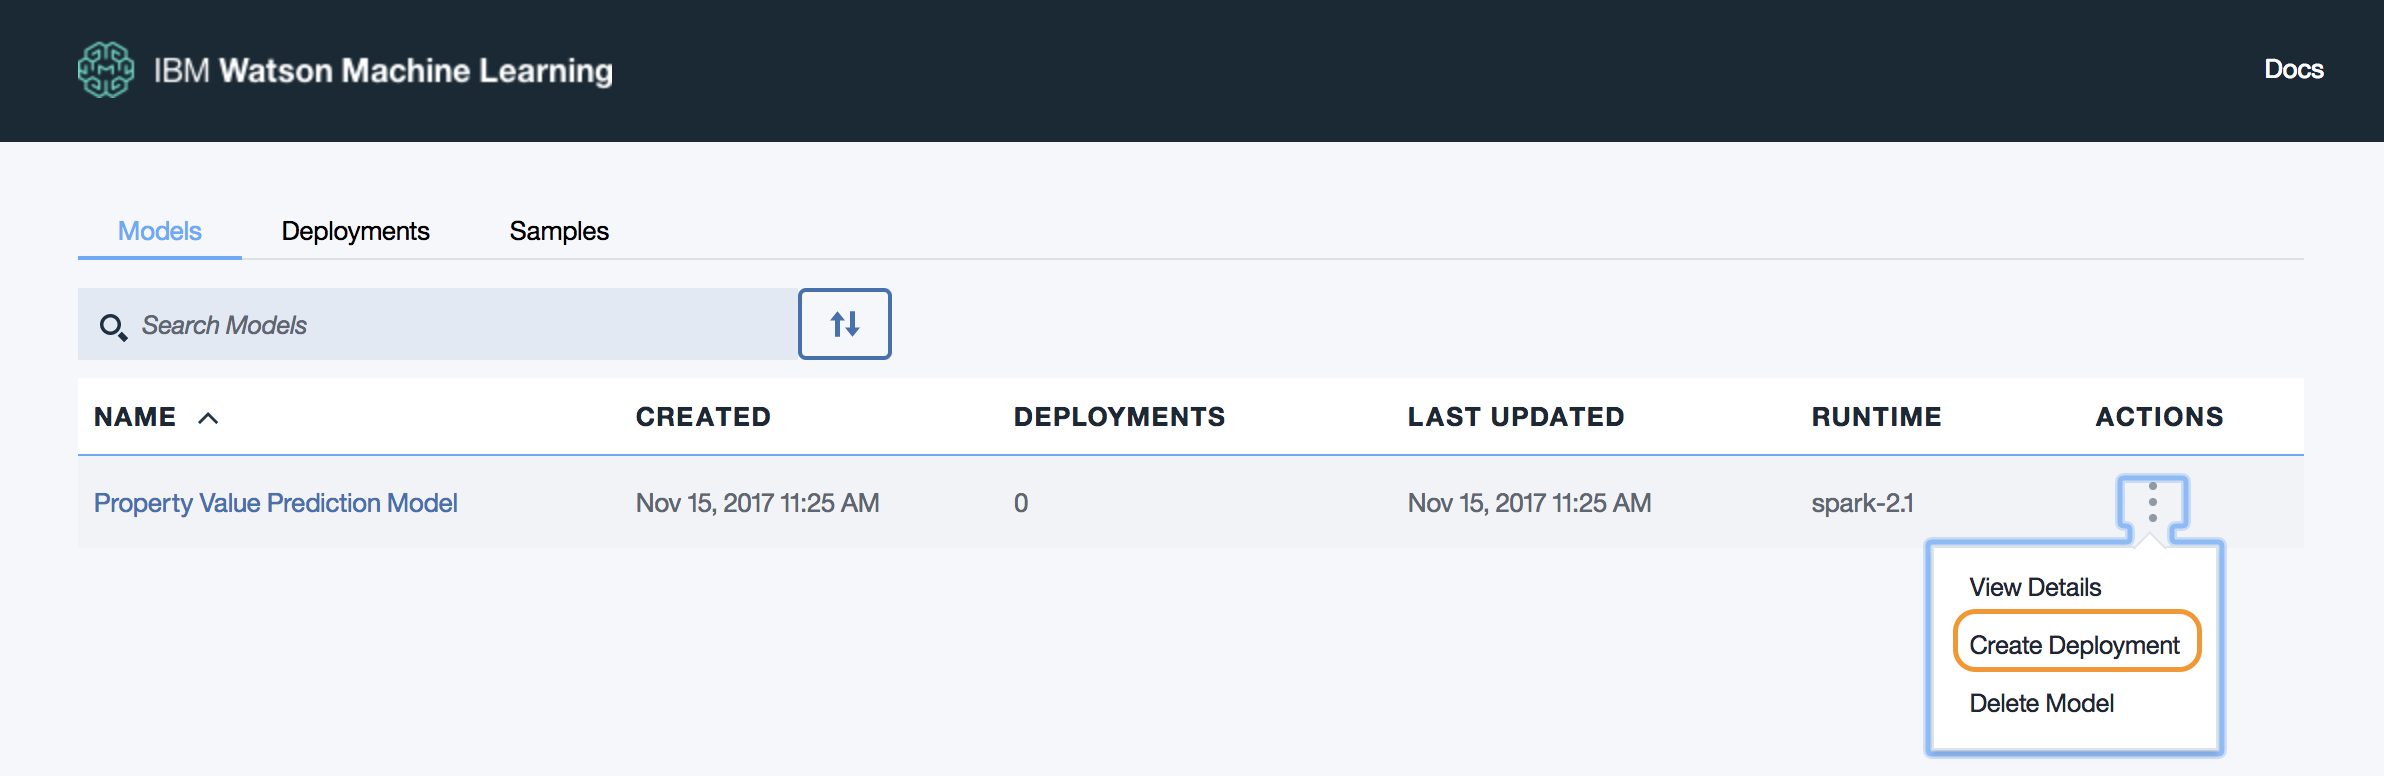 IBM Watson Machine Learning
Docs
Models Deployments Samples
Search Models
NAME CREATED DEPLOYMENTS LAST UPDATED RUNTIME ACTIONS
Property Value Prediction Model Nov 15, 2017 11:25 AM 0 Nov 15, 2017 11:25 AM spark-2.1
View Details
Create Deployment
Delete Model